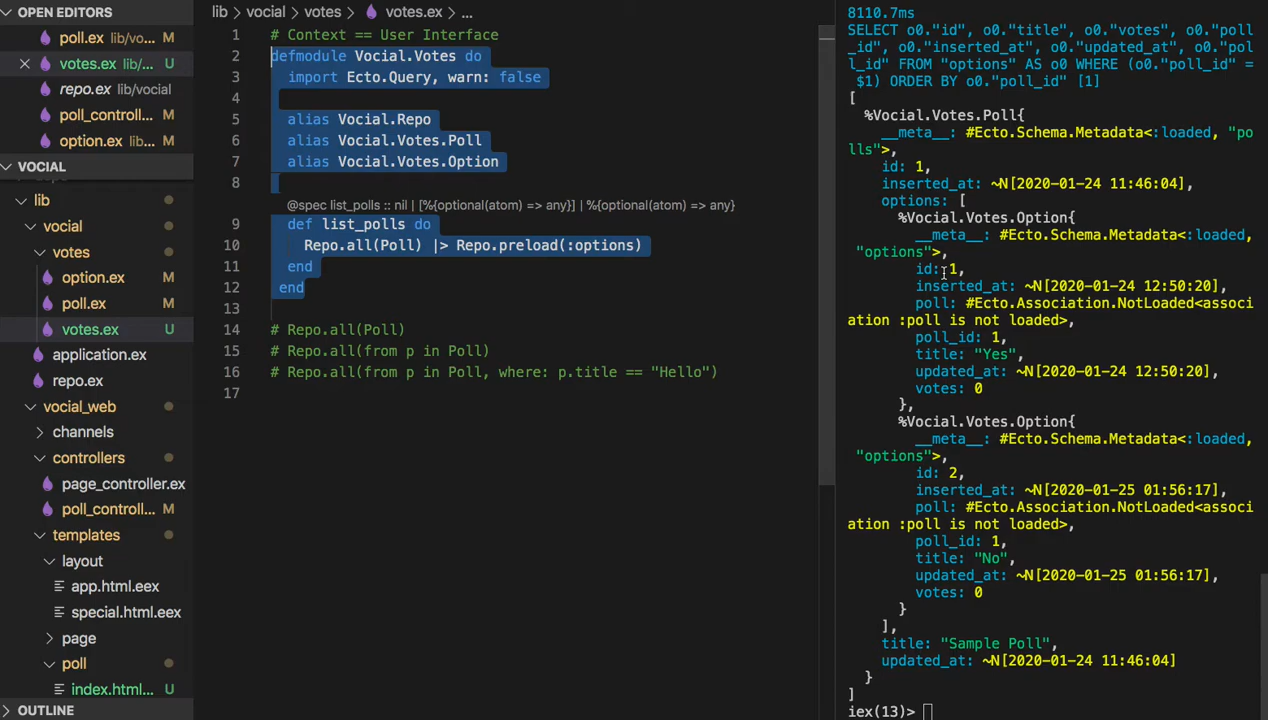 OPEN EDITORS
poll.ex lib/vo... M
votes.ex lib/... U
repo.ex lib/vocial
poll_controll... M
option.ex lib... M
VOCIAL
lib
vocial
votes
option.ex M
poll.ex M
votes.ex U
application.ex
repo.ex
vocial_web
channels
controllers
page_controller.ex
poll_controll... M
templates
layout
app.html.eex
special.html.eex
page
poll
index.html... U
OUTLINE
lib > vocial > votes > votes.ex > ...
1 # Context == User Interface
2 defmodule Vocial.Votes do
3 import Ecto.Query, warn: false
4
5 alias Vocial.Repo
6 alias Vocial.Votes.Poll
7 alias Vocial.Votes.Option
8
@spec list_polls :: nil | [%{optional(atom) => any}] | %{optional(atom) => any}
9 def list_polls do
10 Repo.all(Poll) |> Repo.preload(:options)
11 end
12 end
13
14 # Repo.all(Poll)
15 # Repo.all(from p in Poll)
16 # Repo.all(from p in Poll, where: p.title == "Hello")
17
8110.7ms
SELECT o0."id", o0."title", o0."votes", o0."poll
_id", o0."inserted_at", o0."updated_at", o0."pol
l_id" FROM "options" AS o0 WHERE (o0."poll_id" =
$1) ORDER BY o0."poll_id" [1]
[
%Vocial.Votes.Poll{
__meta__: #Ecto.Schema.Metadata<:loaded, "po
lls">,
id: 1,
inserted_at: ~N[2020-01-24 11:46:04],
options: [
%Vocial.Votes.Option{
__meta__: #Ecto.Schema.Metadata<:loaded,
"options">,
id: 1,
inserted_at: ~N[2020-01-24 12:50:20],
poll: #Ecto.Association.NotLoaded<associ
ation :poll is not loaded>,
poll_id: 1,
title: "Yes",
updated_at: ~N[2020-01-24 12:50:20],
votes: 0
},
%Vocial.Votes.Option{
__meta__: #Ecto.Schema.Metadata<:loaded,
"options">,
id: 2,
inserted_at: ~N[2020-01-25 01:56:17],
poll: #Ecto.Association.NotLoaded<associ
ation :poll is not loaded>,
poll_id: 1,
title: "No",
updated_at: ~N[2020-01-25 01:56:17],
votes: 0
}
],
title: "Sample Poll",
updated_at: ~N[2020-01-24 11:46:04]
}
]
iex(13)>